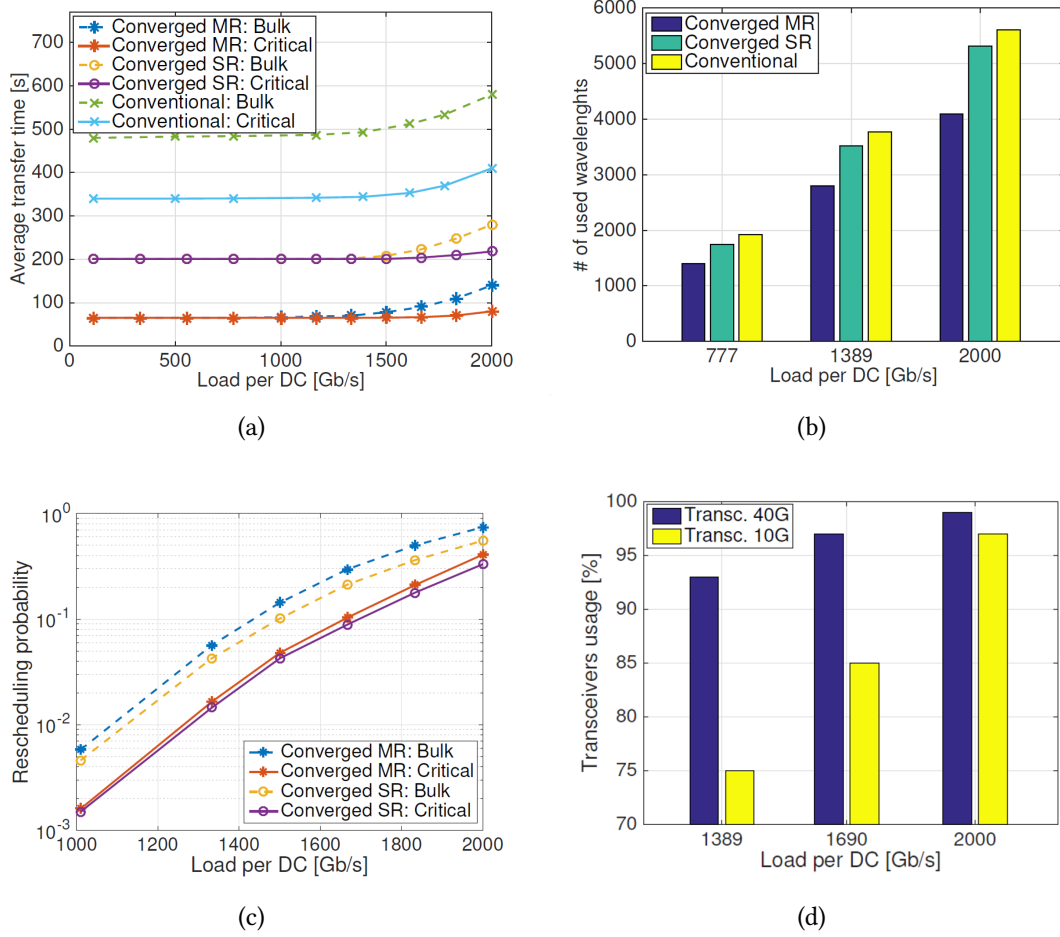 Converged MR: Bulk
Converged MR: Critical
Converged SR: Bulk
Converged SR: Critical
Conventional: Bulk
Conventional: Critical
Average transfer time [s]
700
600
500
400
300
200
100
0
0 500 1000 1500 2000
Load per DC [Gb/s]
(a)
Converged MR
Converged SR
Conventional
# of used wavelenghts
6000
5000
4000
3000
2000
1000
0
777 1389 2000
Load per DC [Gb/s]
(b)
Rescheduling probability
10^0
10^-1
10^-2
10^-3
Converged MR: Bulk
Converged MR: Critical
Converged SR: Bulk
Converged SR: Critical
1000 1200 1400 1600 1800 2000
Load per DC [Gb/s]
(c)
Transc. 40G
Transc. 10G
Transceivers usage [%]
100
95
90
85
80
75
70
1389 1690 2000
Load per DC [Gb/s]
(d)